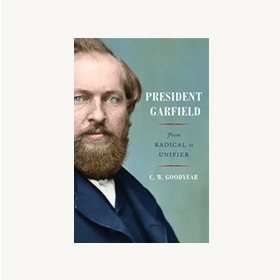 PRESIDENT
GARFIELD
From
RADICAL to
UNIFIER
C. W. GOODYEAR